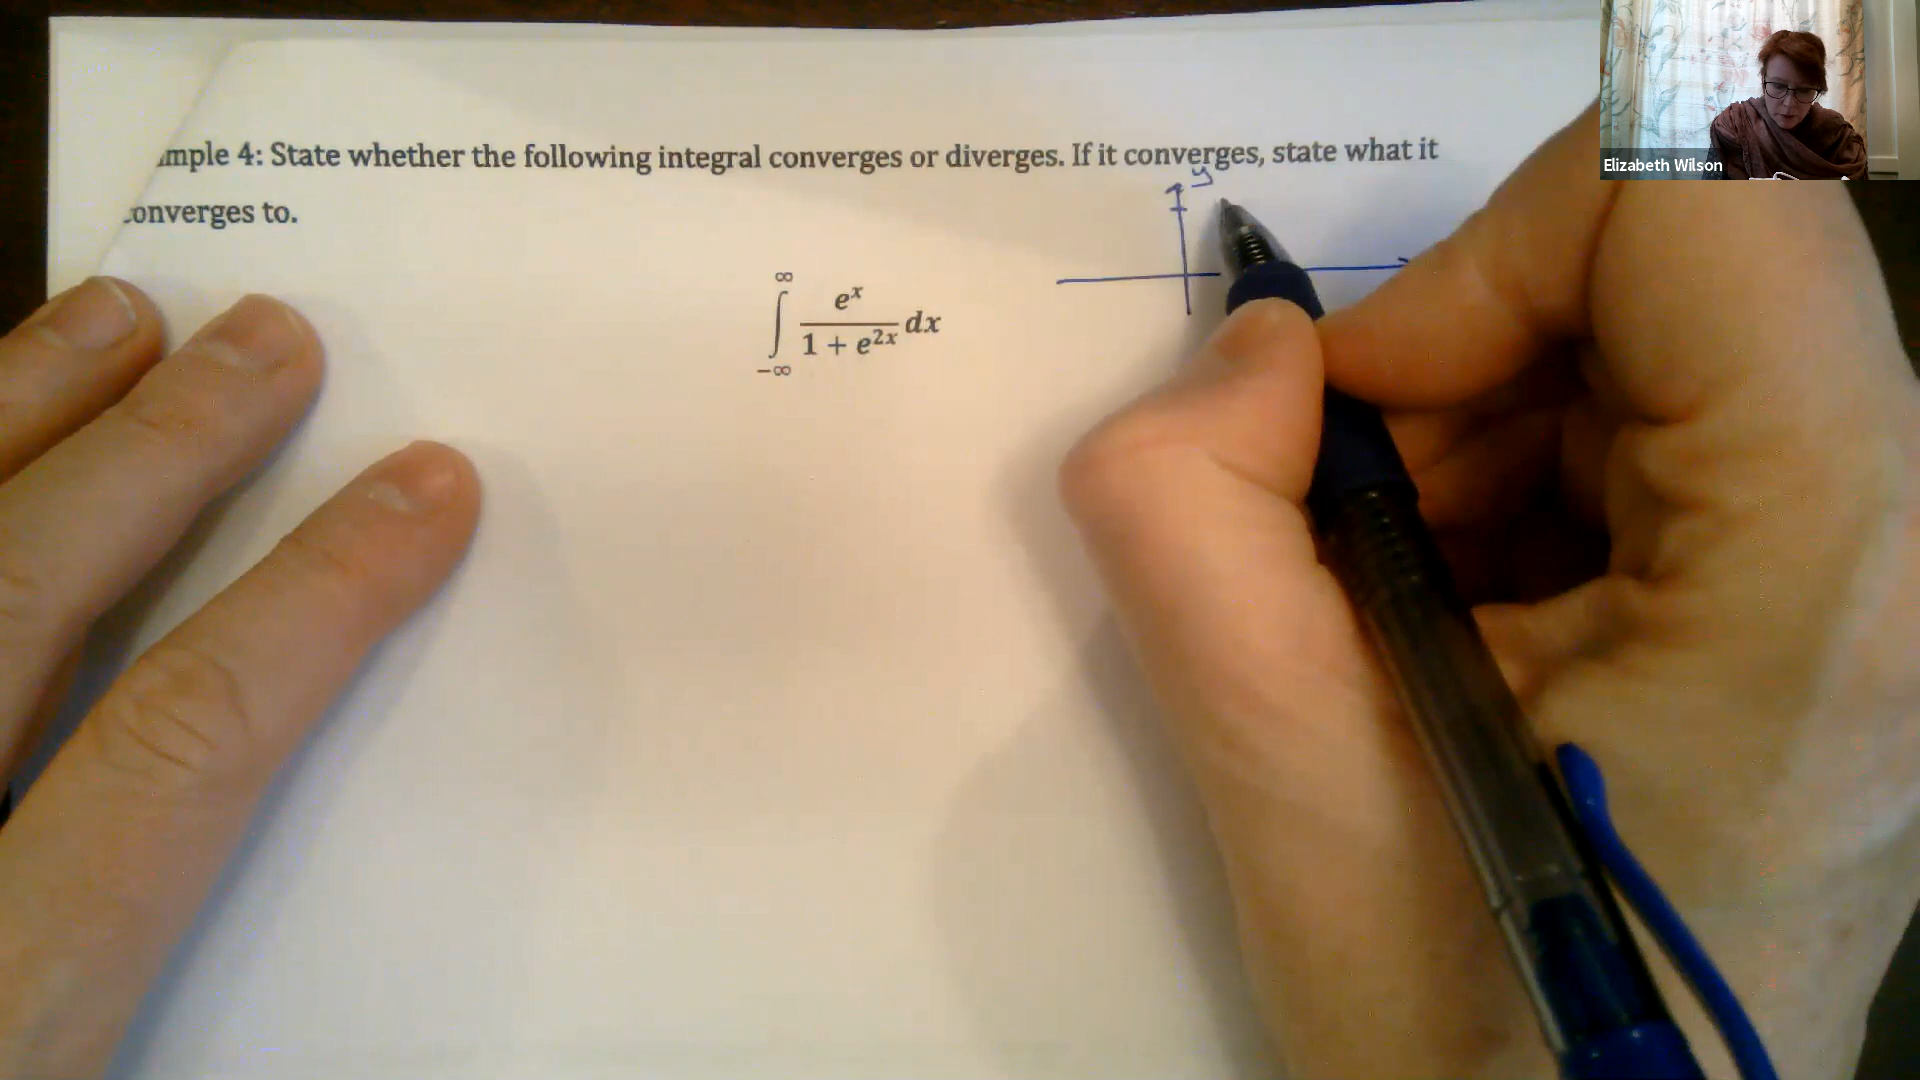 mple 4: State whether the following integral converges or diverges. If it converges, state what it
onverges to.
y
∞
∫ e^x / (1 + e^{2x}) dx
-∞
Elizabeth Wilson